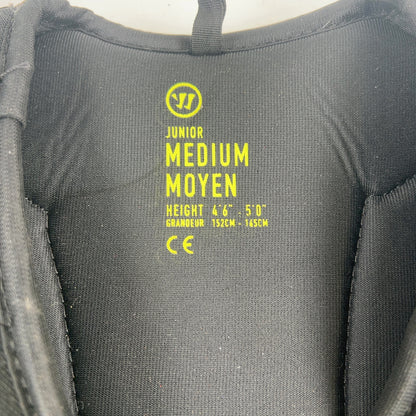 JUNIOR
MEDIUM
MOYEN
HEIGHT 4'6" - 5'0"
GRANDEUR 152CM - 165CM
CE